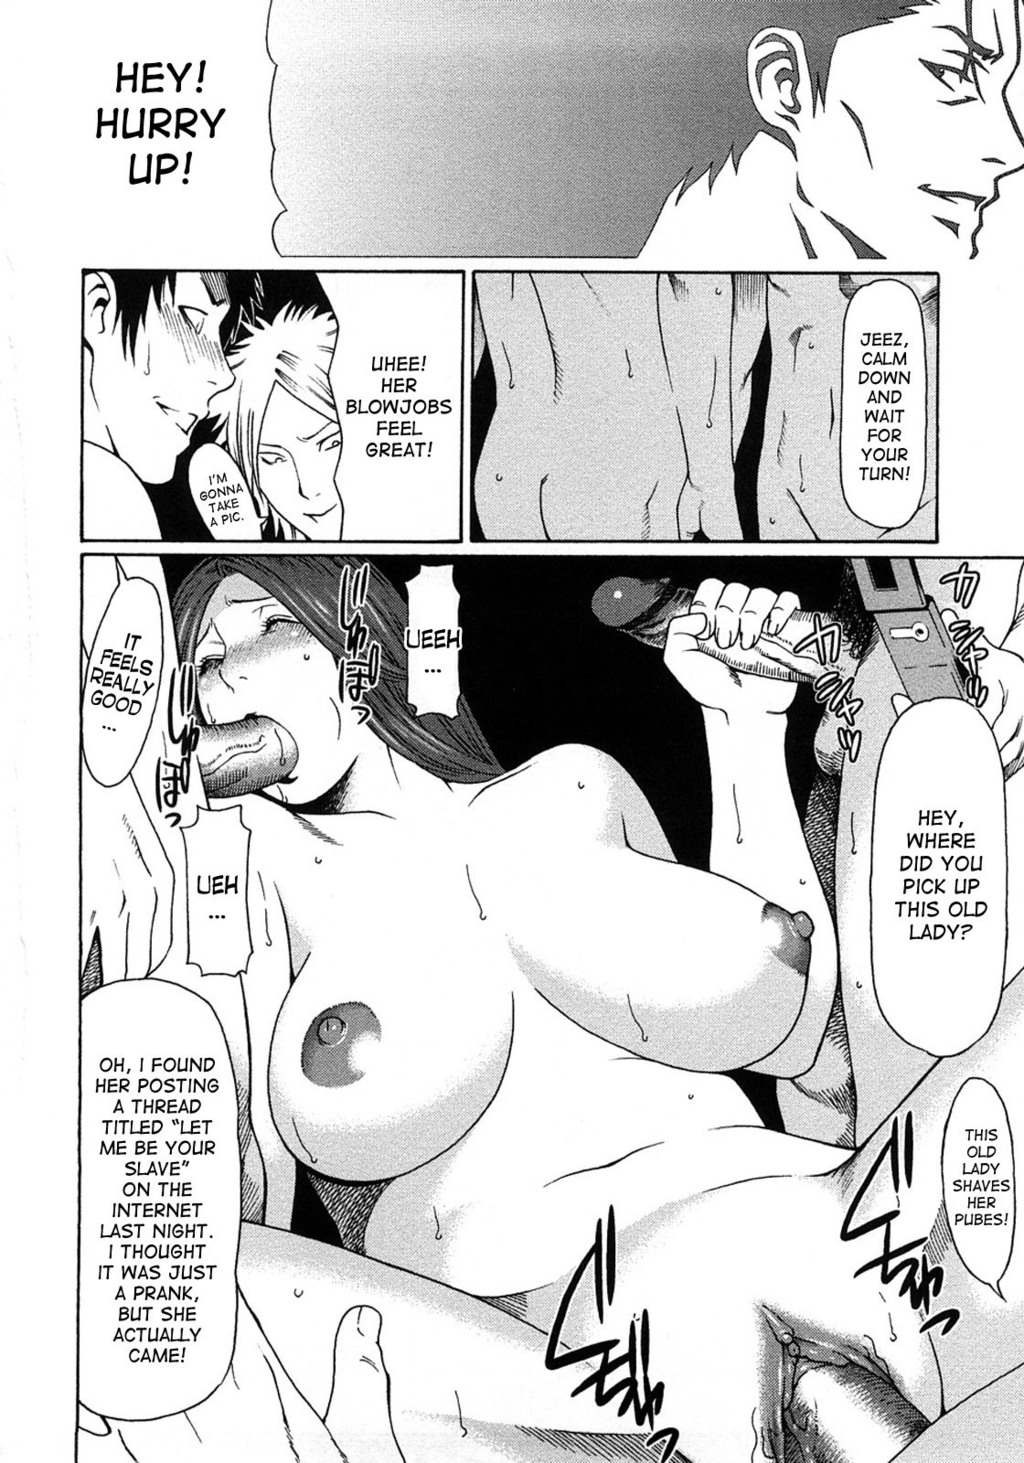 HEY!
HURRY
UP!
JEEZ,
CALM
DOWN
AND
WAIT
FOR
YOUR
TURN!
UHEE!
HER
BLOWJOBS
FEEL
GREAT!
I'M
GONNA
TAKE
A PIC.
HEY,
WHERE
DID YOU
PICK UP
THIS OLD
LADY?
UEEH
...
IT
FEELS
REALLY
GOOD
...
UEH
...
THIS
OLD
LADY
SHAVES
HER
PUBES!
OH, I FOUND
HER POSTING
A THREAD
TITLED “LET
ME BE YOUR
SLAVE”
ON THE
INTERNET
LAST NIGHT.
I THOUGHT
IT WAS JUST
A PRANK,
BUT SHE
ACTUALLY
CAME!